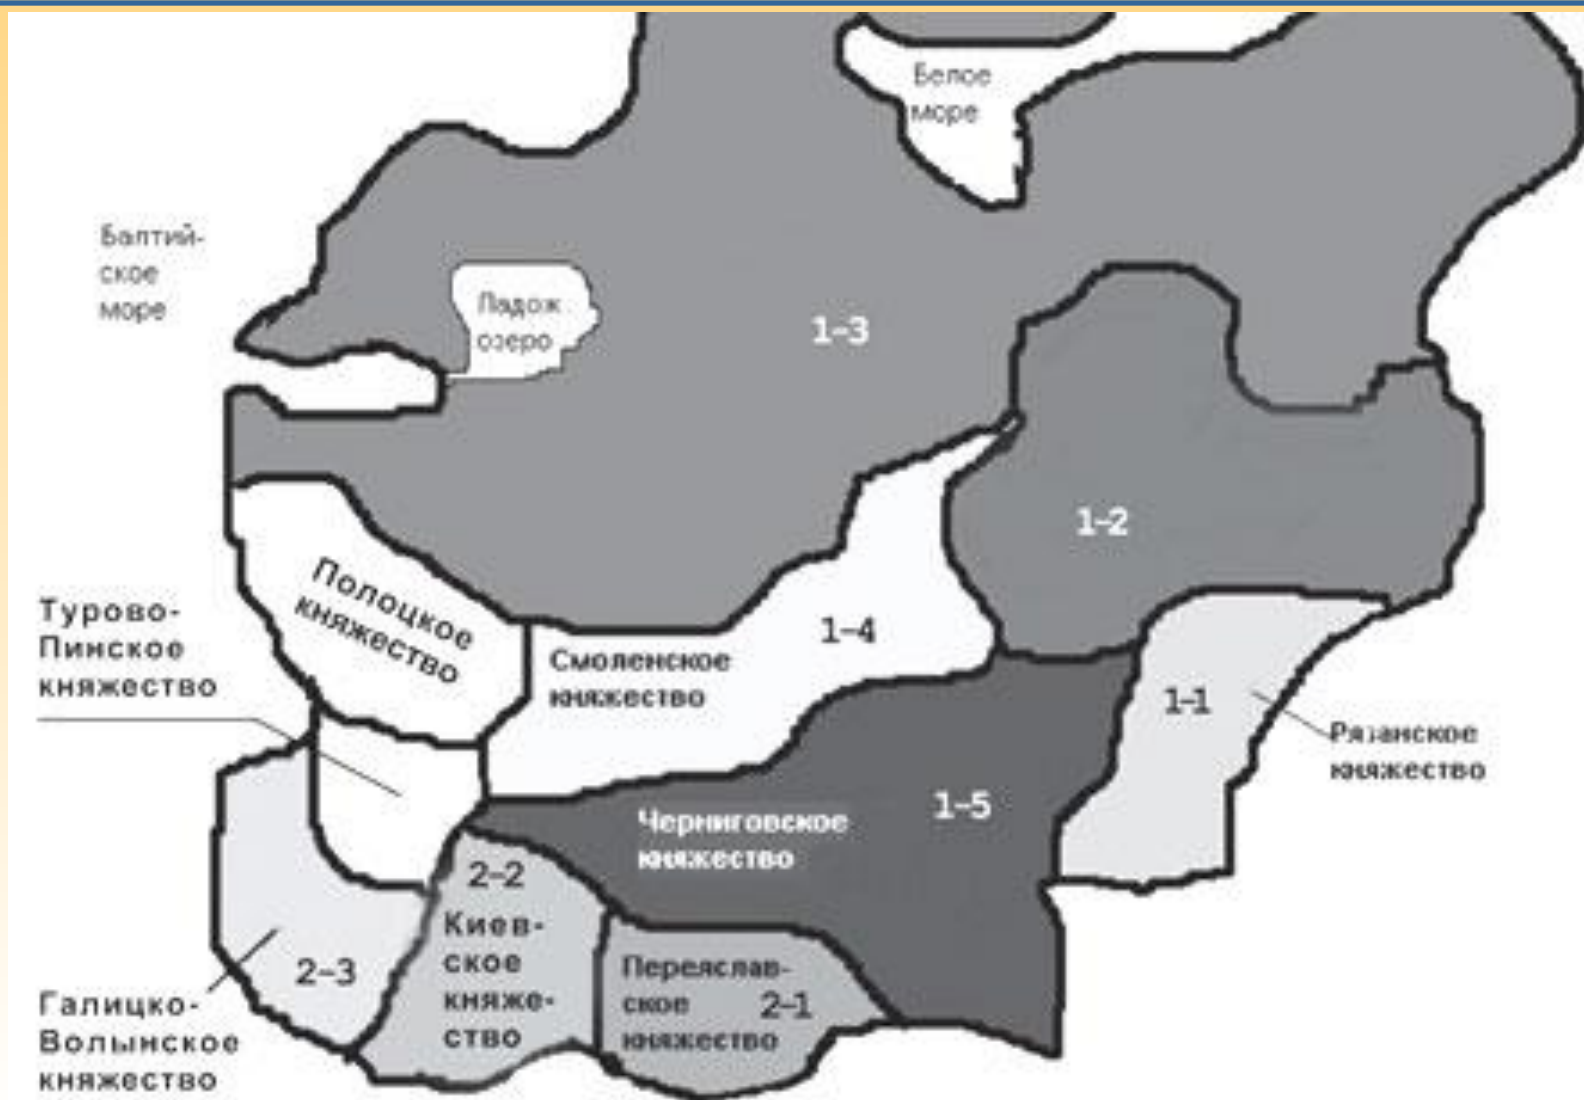 Белое
море
Балтий-
ское
море
Ладож
озеро
1-3
1-2
Полоцкое
княжество
Турово-
Пинское
княжество
1-4
Смоленское
княжество
1-1
Рязанское
княжество
1-5
Черниговское
княжество
2-2
Киев-
ское
княже-
ство
Переяслав-
ское 2-1
княжество
2-3
Галицко-
Волынское
княжество